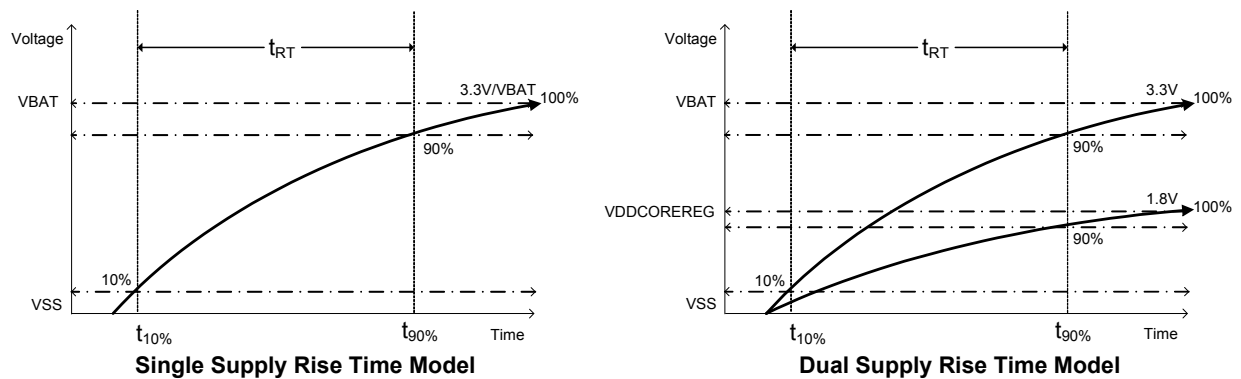 Voltage
tRT
3.3V/VBAT
100%
VBAT
90%
10%
VSS
t10%
t90%
Time
Single Supply Rise Time Model
Voltage
tRT
3.3V
100%
VBAT
90%
1.8V
100%
VDDCOREREG
90%
10%
VSS
t10%
t90%
Time
Dual Supply Rise Time Model